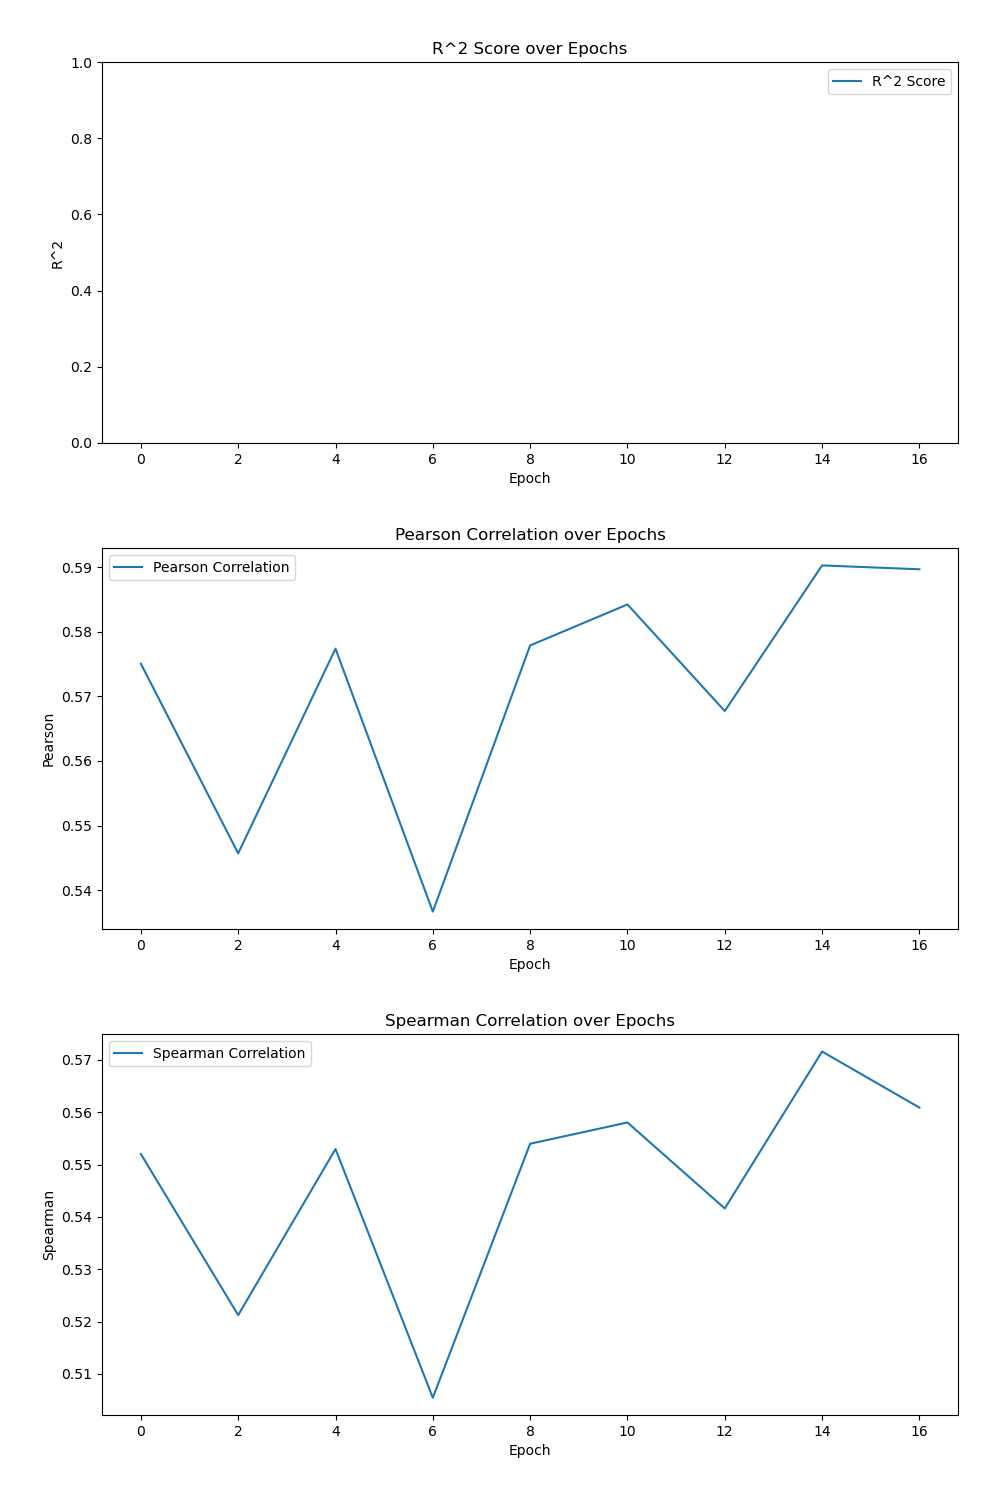 R^2 Score over Epochs
1.0
R^2 Score
0.8
0.6
R^2
0.4
0.2
0.0
0 2 4 6 8 10 12 14 16
Epoch
Pearson Correlation over Epochs
0.59
Pearson Correlation
0.58
0.57
Pearson
0.56
0.55
0.54
0 2 4 6 8 10 12 14 16
Epoch
Spearman Correlation over Epochs
Spearman Correlation
0.57
0.56
0.55
0.54
Spearman
0.53
0.52
0.51
0 2 4 6 8 10 12 14 16
Epoch